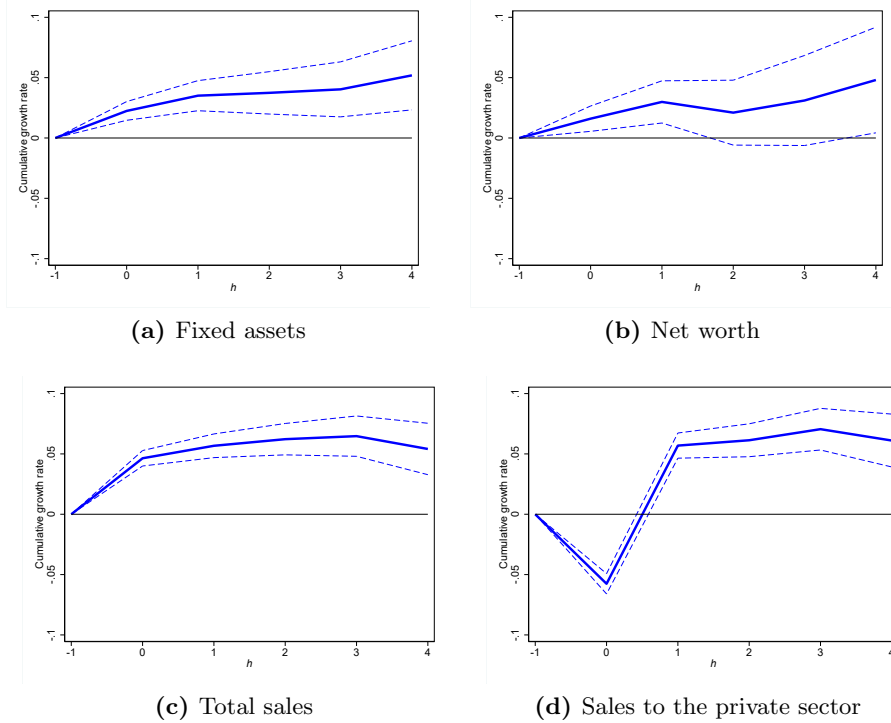 Cumulative growth rate
.1
.05
0
-.05
-.1
-1 0 1 2 3 4
h
(a) Fixed assets
Cumulative growth rate
.1
.05
0
-.05
-.1
-1 0 1 2 3 4
h
(b) Net worth
Cumulative growth rate
.1
.05
0
-.05
-.1
-1 0 1 2 3 4
h
(c) Total sales
Cumulative growth rate
.1
.05
0
-.05
-.1
-1 0 1 2 3 4
h
(d) Sales to the private sector